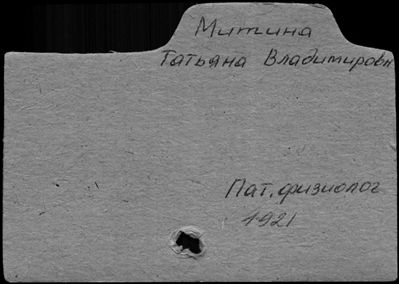 Митина
Татьяна Владимировн
Пат. физиолог
1921